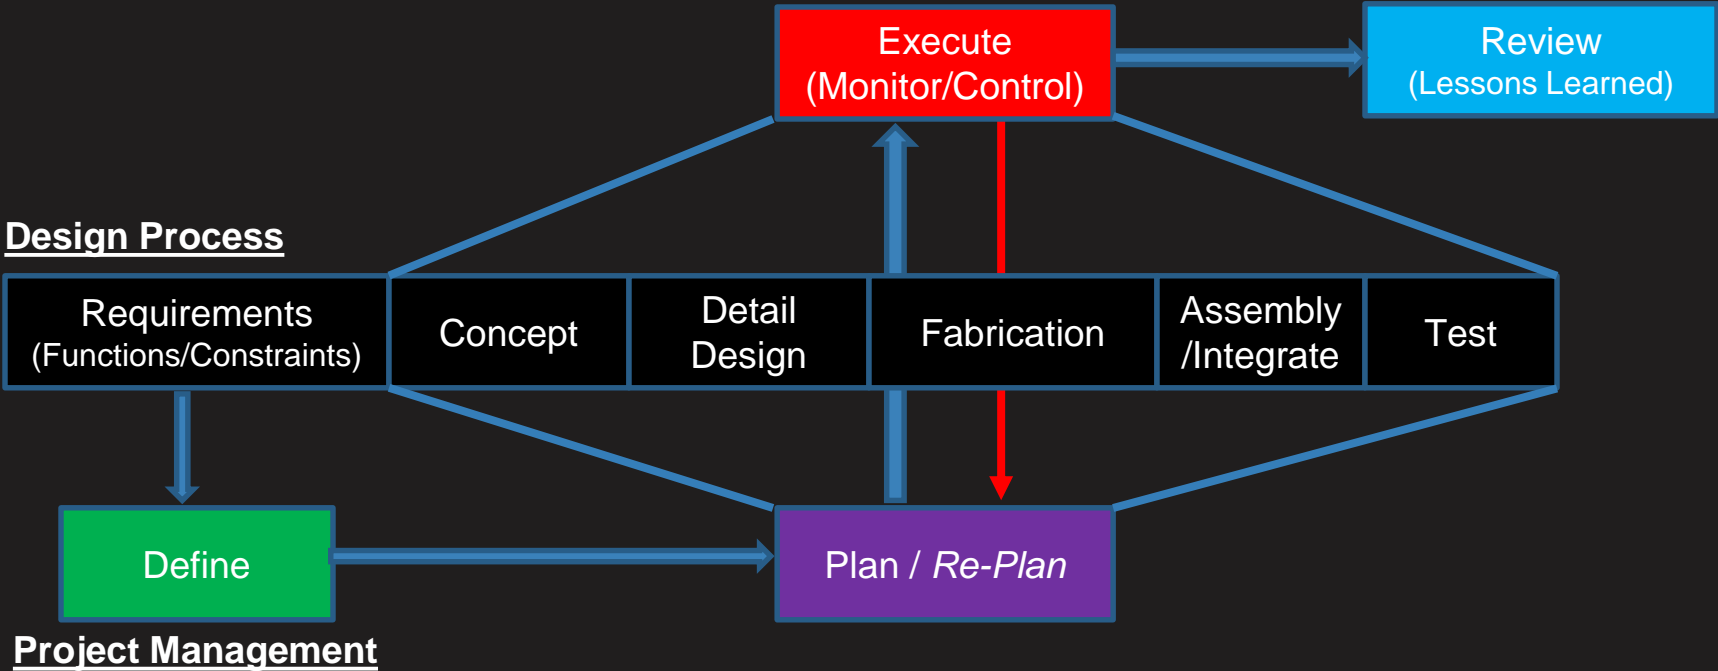 Execute
(Monitor/Control)
Review
(Lessons Learned)
Design Process
Requirements
(Functions/Constraints)
Concept
Detail
Design
Fabrication
Assembly
/Integrate
Test
Define
Plan / Re-Plan
Project Management